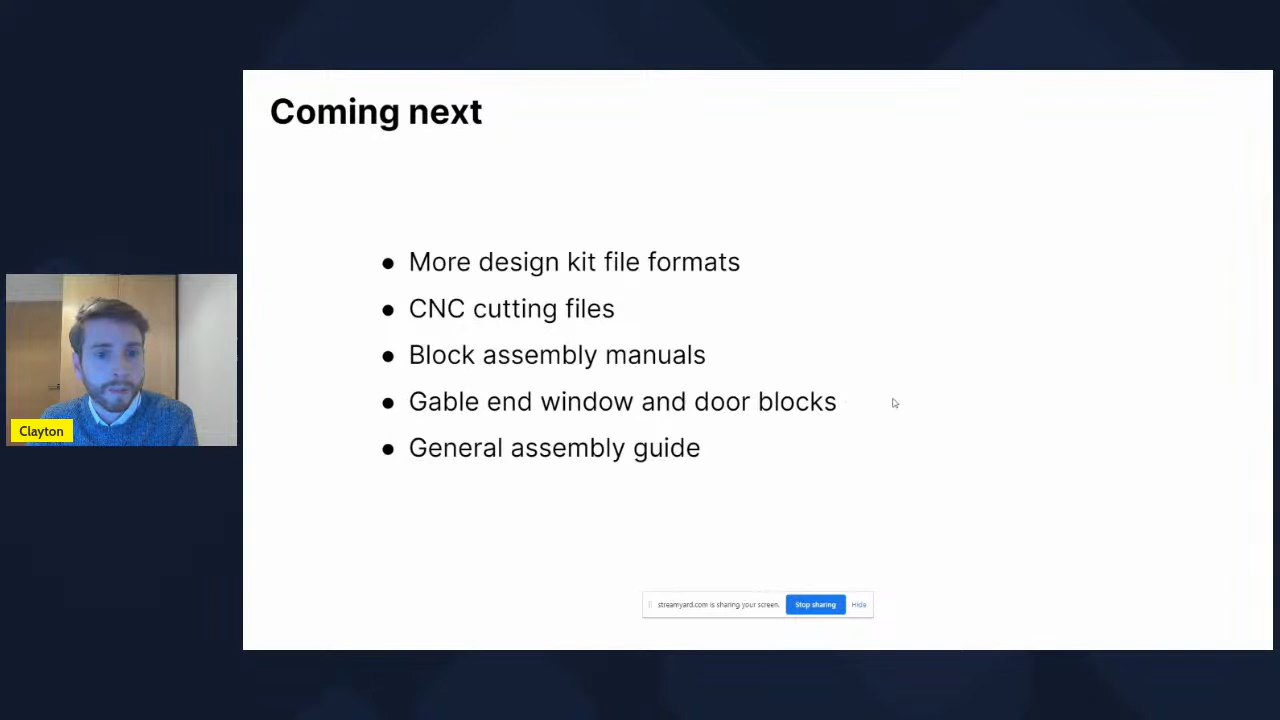 Coming next
● More design kit file formats
● CNC cutting files
● Block assembly manuals
● Gable end window and door blocks
● General assembly guide
Clayton
streamyard.com is sharing your screen. Stop sharing Hide